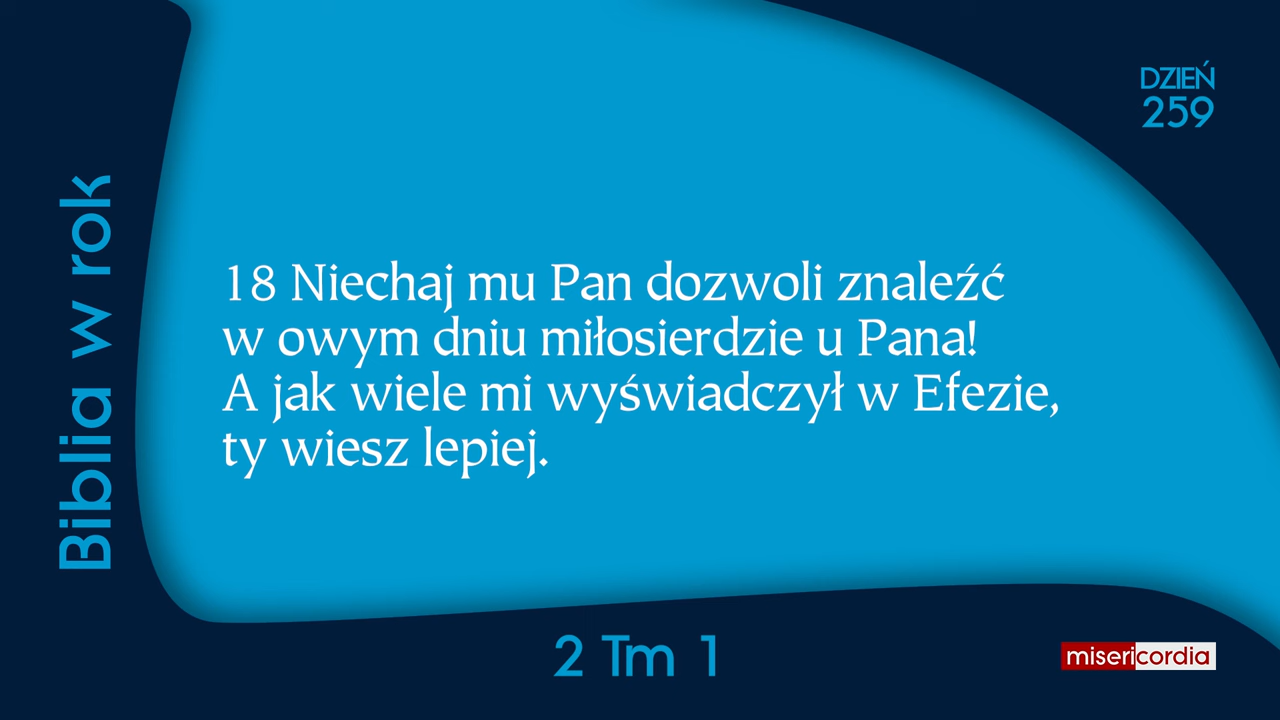 DZIEŃ
259
Biblia w rok
18 Niechaj mu Pan dozwoli znaleźć
w owym dniu miłosierdzie u Pana!
A jak wiele mi wyświadczył w Efezie,
ty wiesz lepiej.
2 Tm 1
misericordia